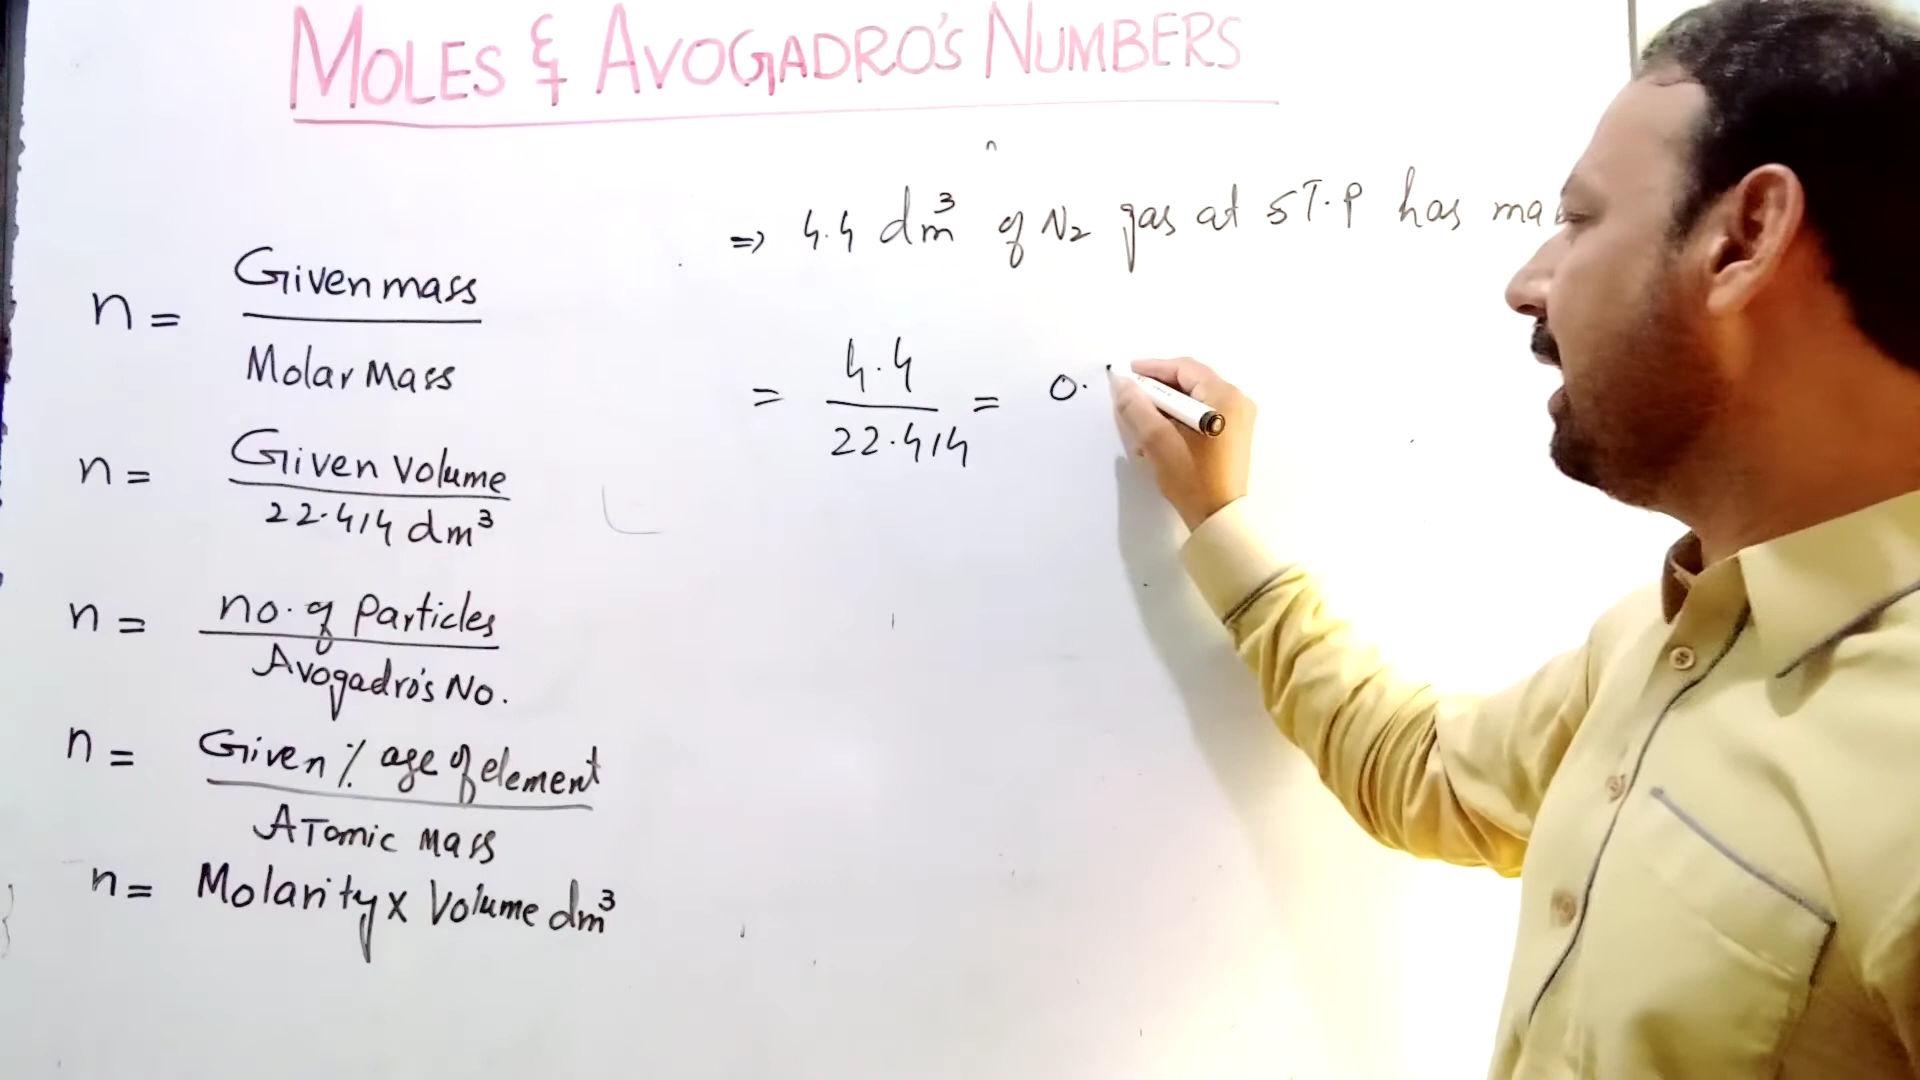 MOLES & AVOGADRO'S NUMBERS
n
=> 4.4 dm³ of N₂ gas at S T.P has
n = Given mass
Molar Mass
= 4.4 = 0.
22.414
n = Given volume
22.414 dm³
n = no. of Particles
Avogadro's No.
n = Given % age of element
Atomic Mass
n = Molarity x Volume dm³